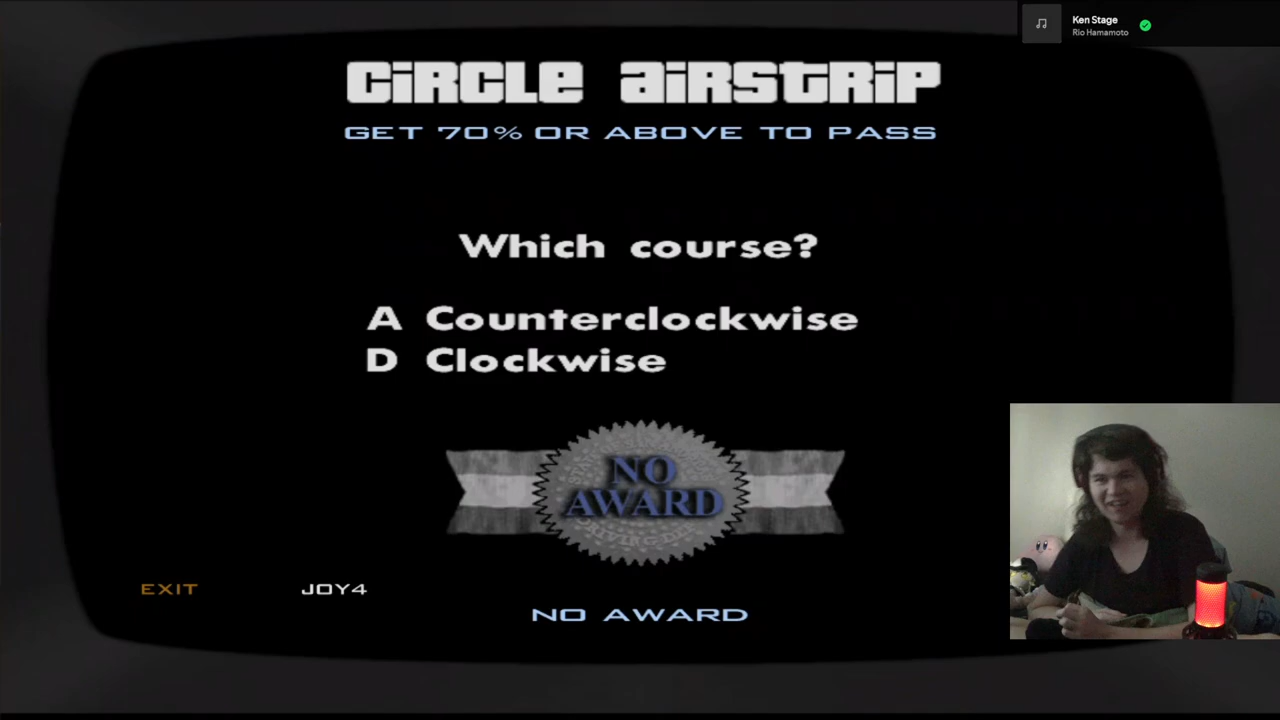 Ken Stage
Rio Hamamoto
CIRCLE AIRSTRIP
GET 70% OR ABOVE TO PASS
Which course?
A Counterclockwise
D Clockwise
NO
AWARD
EXIT JOY4
NO AWARD